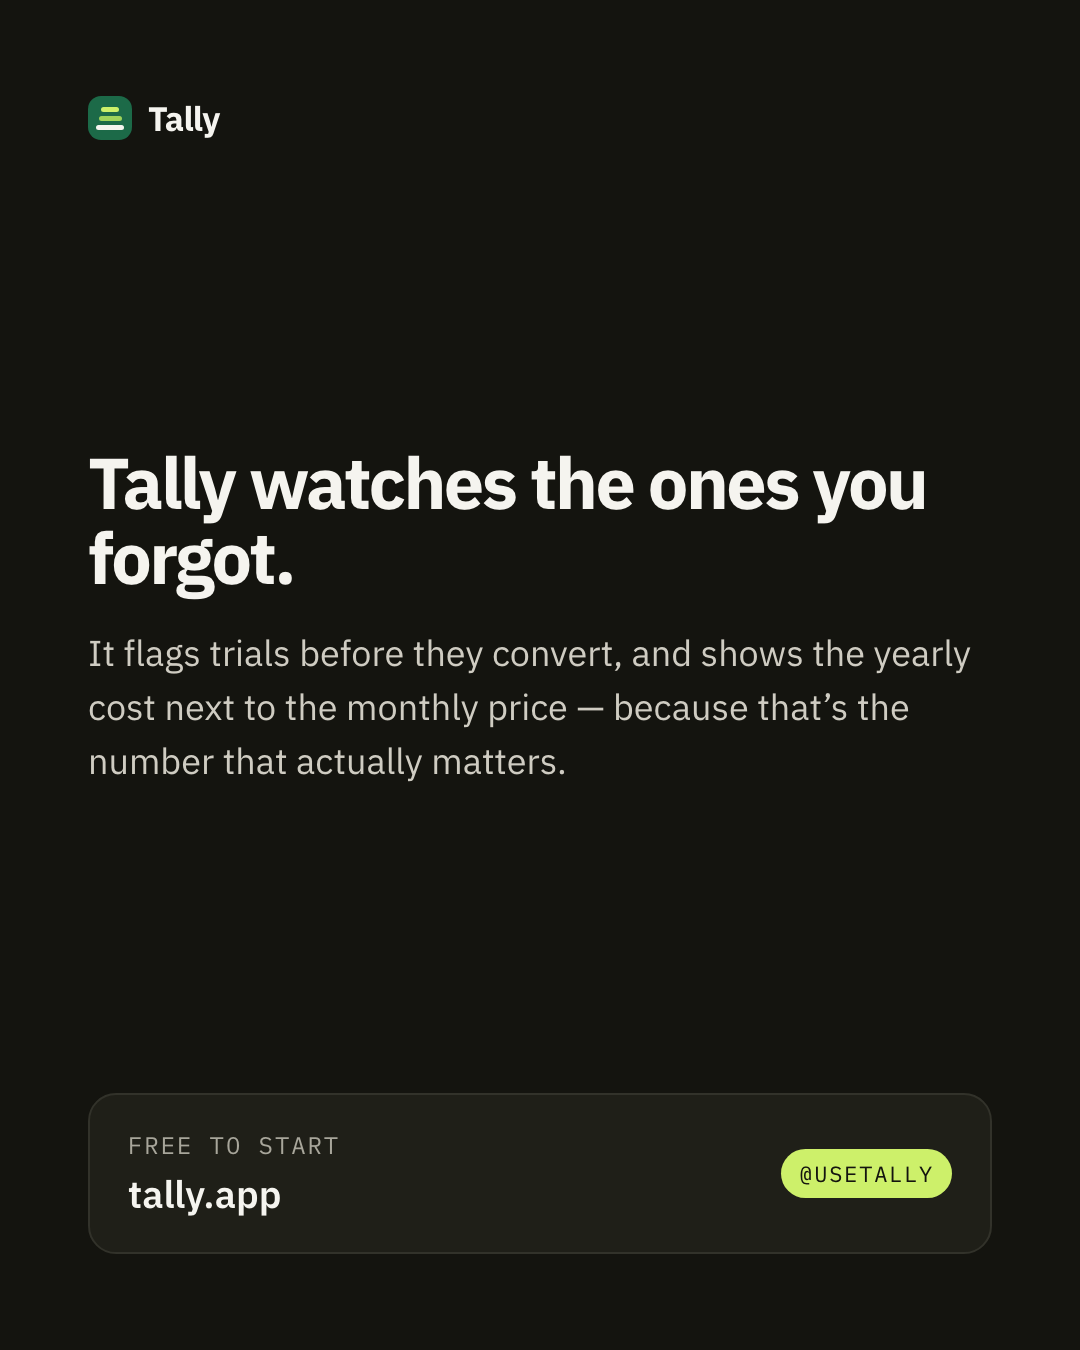 Tally
Tally watches the ones you
forgot.
It flags trials before they convert, and shows the yearly
cost next to the monthly price — because that’s the
number that actually matters.
FREE TO START
tally.app
@USETALLY